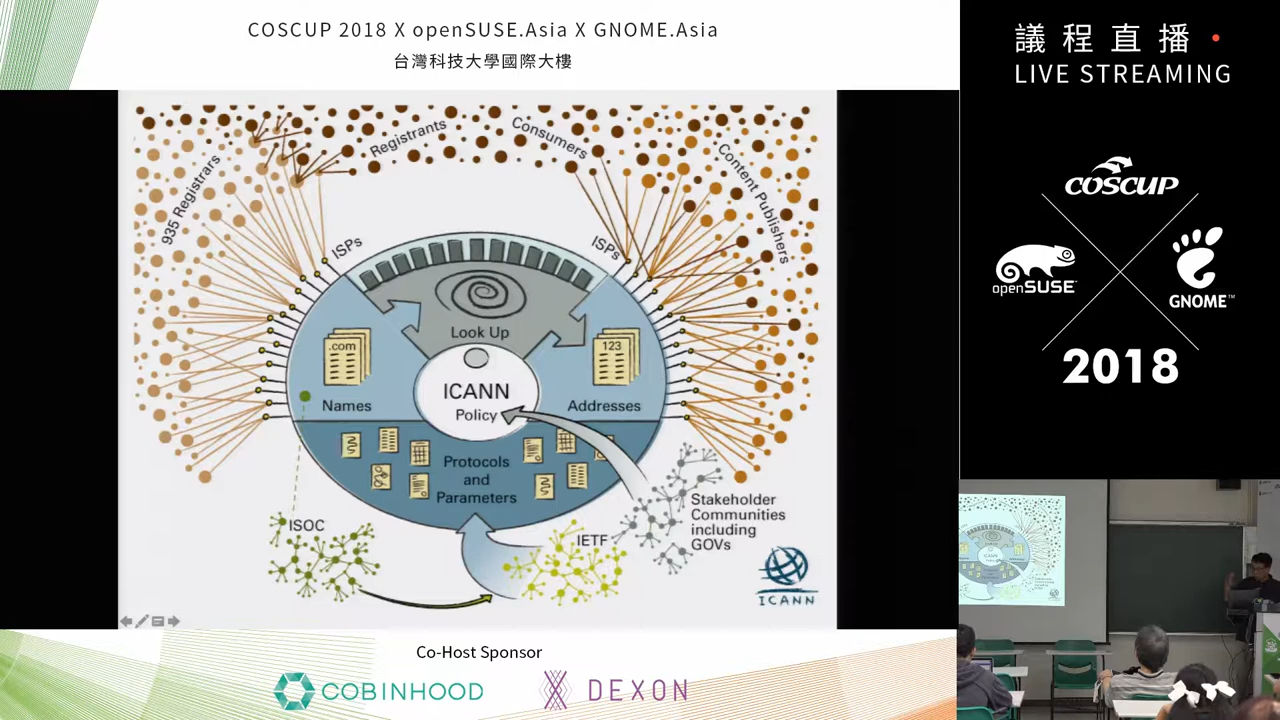 COSCUP 2018 X openSUSE.Asia X GNOME.Asia
台灣科技大學國際大樓
議程直播
LIVE STREAMING
COSCUP
openSUSE
GNOME™
2018
935 Registrars
Registrants
Consumers
Content Publishers
ISPs
ISPs
Look Up
.com
123
Names
ICANN
Policy
Addresses
Protocols
and
Parameters
ISOC
IETF
Stakeholder
Communities
including
GOVs
ICANN
Co-Host Sponsor
COBINHOOD
DEXON